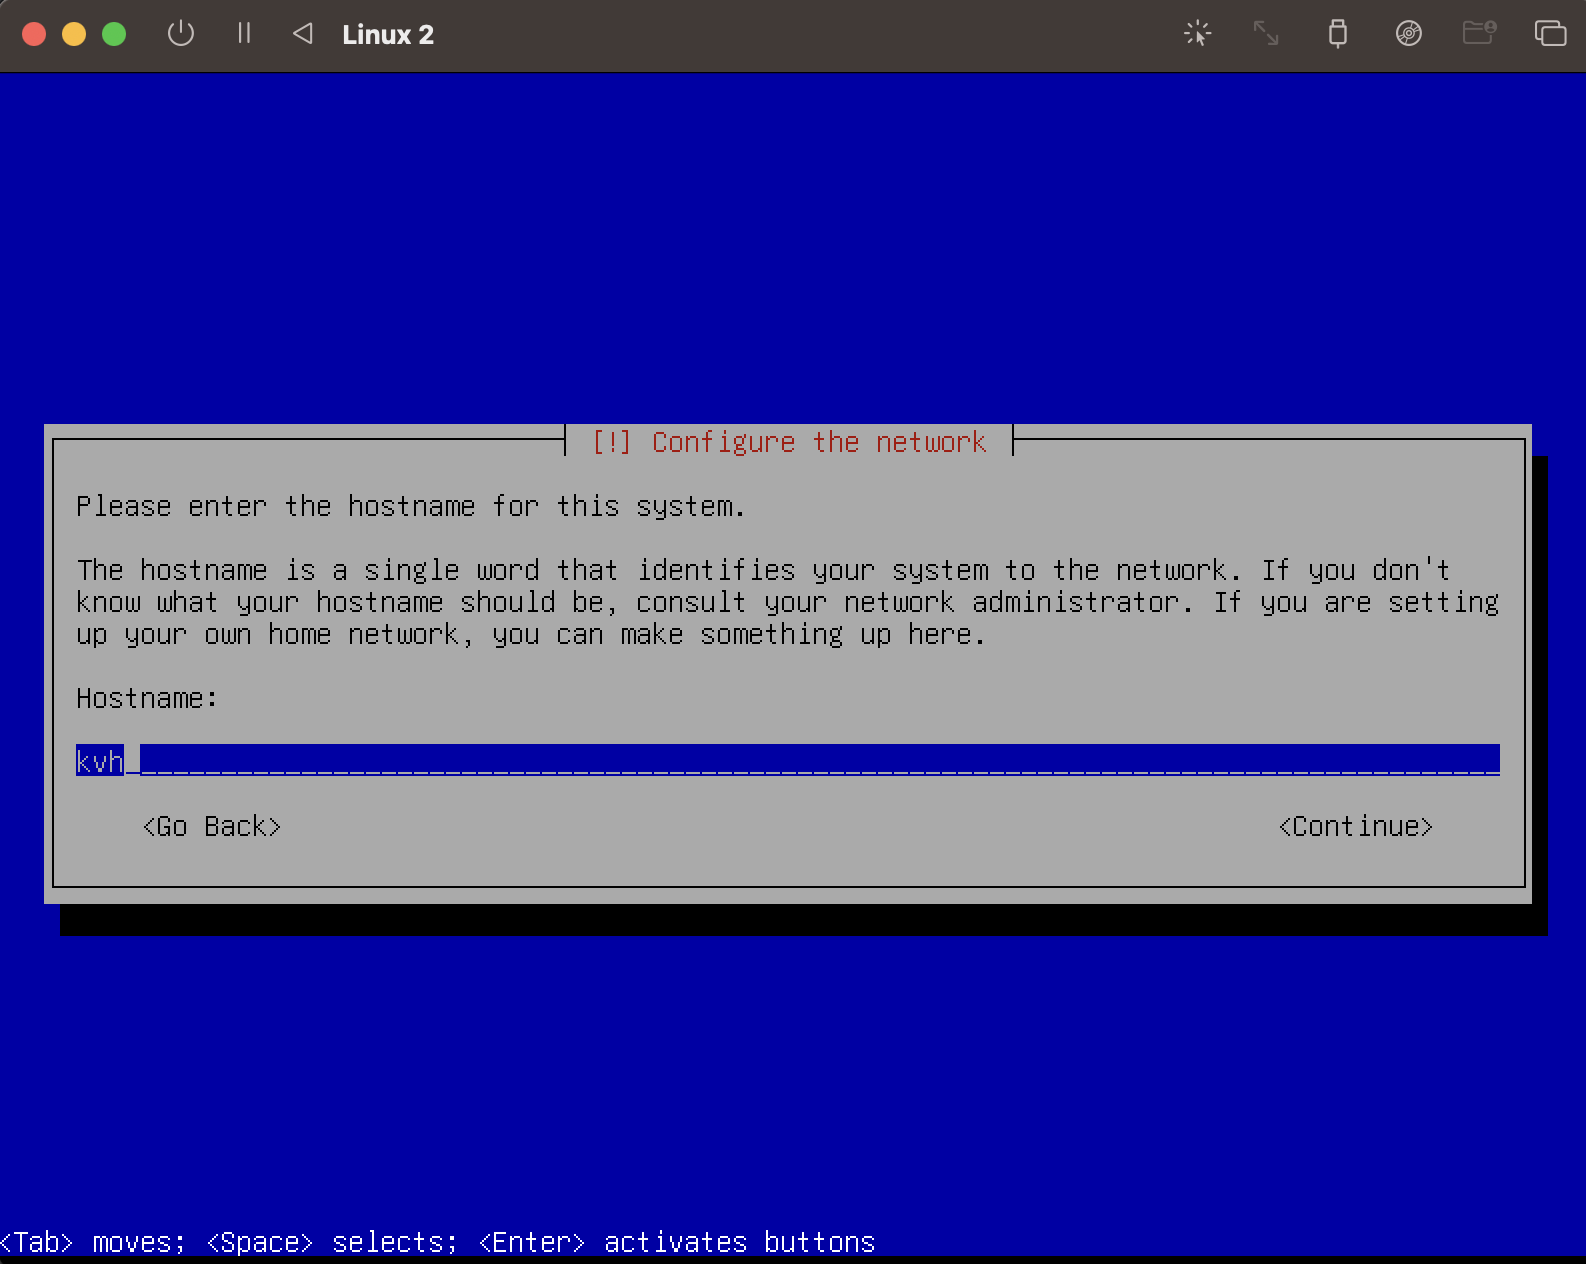 Linux 2
[!] Configure the network
Please enter the hostname for this system.
The hostname is a single word that identifies your system to the network. If you don't
know what your hostname should be, consult your network administrator. If you are setting
up your own home network, you can make something up here.
Hostname:
kvh
<Go Back> <Continue>
<Tab> moves; <Space> selects; <Enter> activates buttons